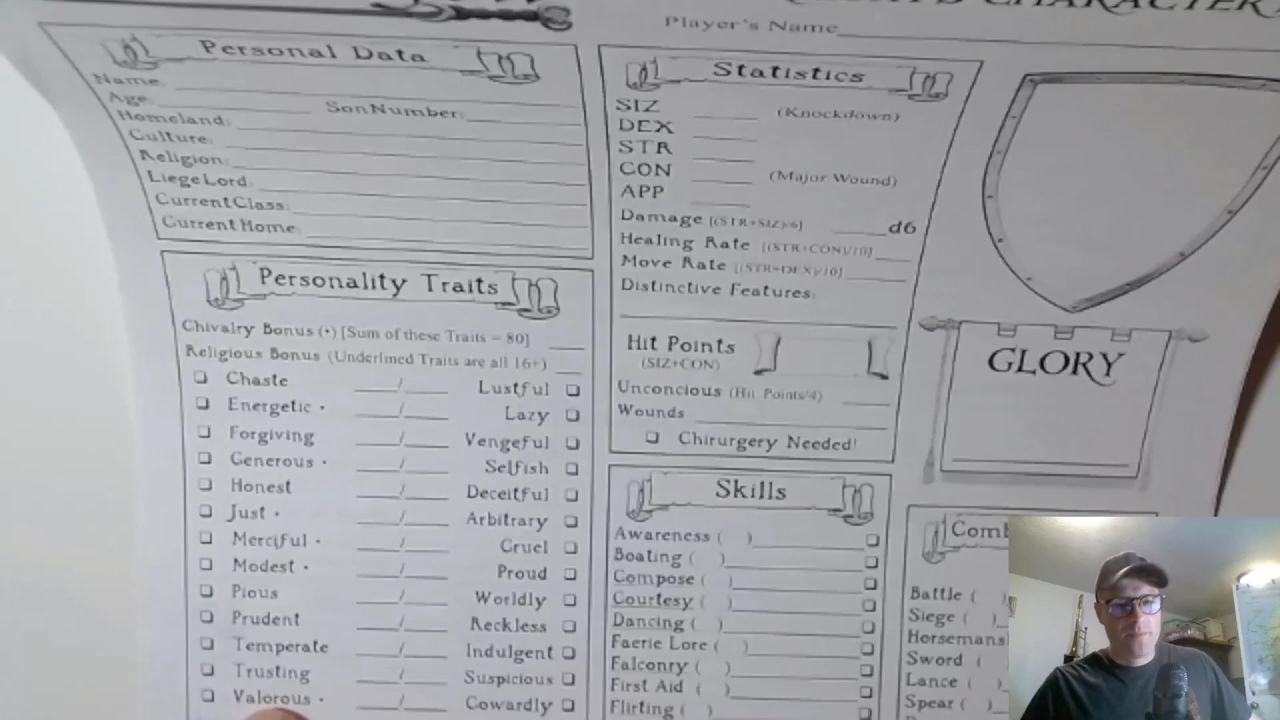 CHARACTER
Player's Name
Personal Data
Name:
Age: Son Number:
Homeland:
Culture:
Religion:
Liege Lord:
Current Class:
Current Home:
Statistics
SIZ (Knockdown)
DEX
STR
CON (Major Wound)
APP
Damage [(STR+SIZ)/6] d6
Healing Rate [(STR+CON)/10]
Move Rate [(STR+DEX)/10]
Distinctive Features:
Hit Points
(SIZ+CON)
Unconcious (Hit Points/4)
Wounds
Chirurgery Needed!
GLORY
Personality Traits
Chivalry Bonus (•) [Sum of these Traits = 80]
Religious Bonus (Underlined Traits are all 16+)
Chaste / Lustful
Energetic • / Lazy
Forgiving / Vengeful
Generous • / Selfish
Honest / Deceitful
Just • / Arbitrary
Merciful • / Cruel
Modest • / Proud
Pious / Worldly
Prudent / Reckless
Temperate / Indulgent
Trusting / Suspicious
Valorous • / Cowardly
Skills
Awareness ( )
Boating ( )
Compose ( )
Courtesy ( )
Dancing ( )
Faerie Lore ( )
Falconry ( )
First Aid ( )
Flirting ( )
Comb
Battle ( )
Siege ( )
Horsemans
Sword (
Lance (
Spear (